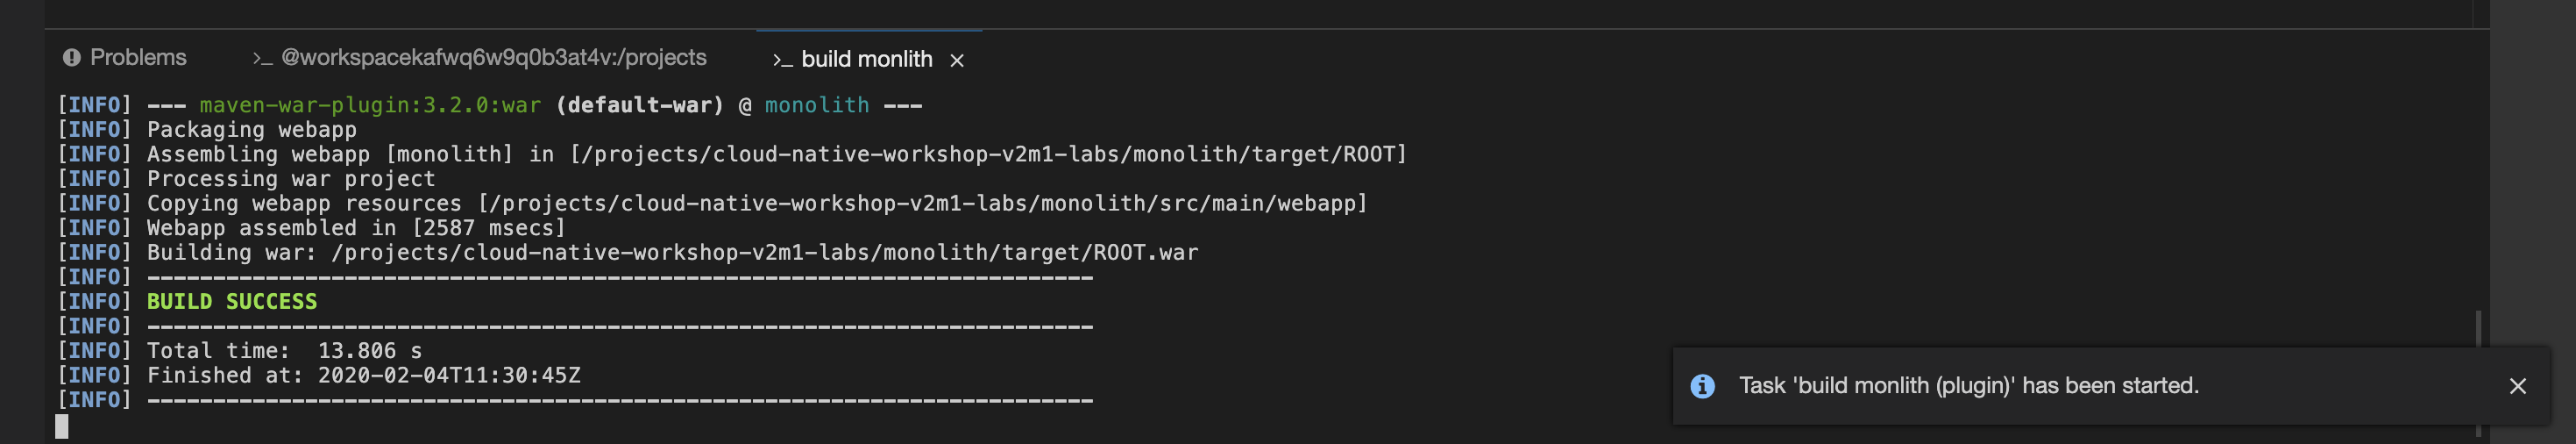 Problems >_ @workspacekafwq6w9q0b3at4v:/projects >_ build monlith ×
[INFO] --- maven-war-plugin:3.2.0:war (default-war) @ monolith ---
[INFO] Packaging webapp
[INFO] Assembling webapp [monolith] in [/projects/cloud-native-workshop-v2m1-labs/monolith/target/ROOT]
[INFO] Processing war project
[INFO] Copying webapp resources [/projects/cloud-native-workshop-v2m1-labs/monolith/src/main/webapp]
[INFO] Webapp assembled in [2587 msecs]
[INFO] Building war: /projects/cloud-native-workshop-v2m1-labs/monolith/target/ROOT.war
[INFO] ------------------------------------------------------------------------
[INFO] BUILD SUCCESS
[INFO] ------------------------------------------------------------------------
[INFO] Total time:  13.806 s
[INFO] Finished at: 2020-02-04T11:30:45Z
[INFO] ------------------------------------------------------------------------
Task 'build monlith (plugin)' has been started.